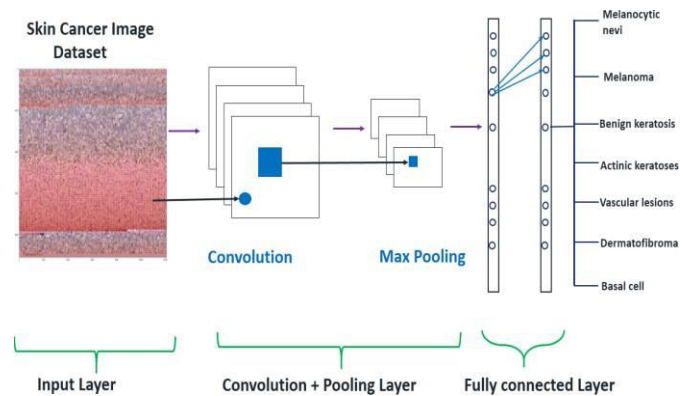 Skin Cancer Image
Dataset
Convolution
Max Pooling
Melanocytic
nevi
Melanoma
Benign keratosis
Actinic keratoses
Vascular lesions
Dermatofibroma
Basal cell
Input Layer
Convolution + Pooling Layer
Fully connected Layer